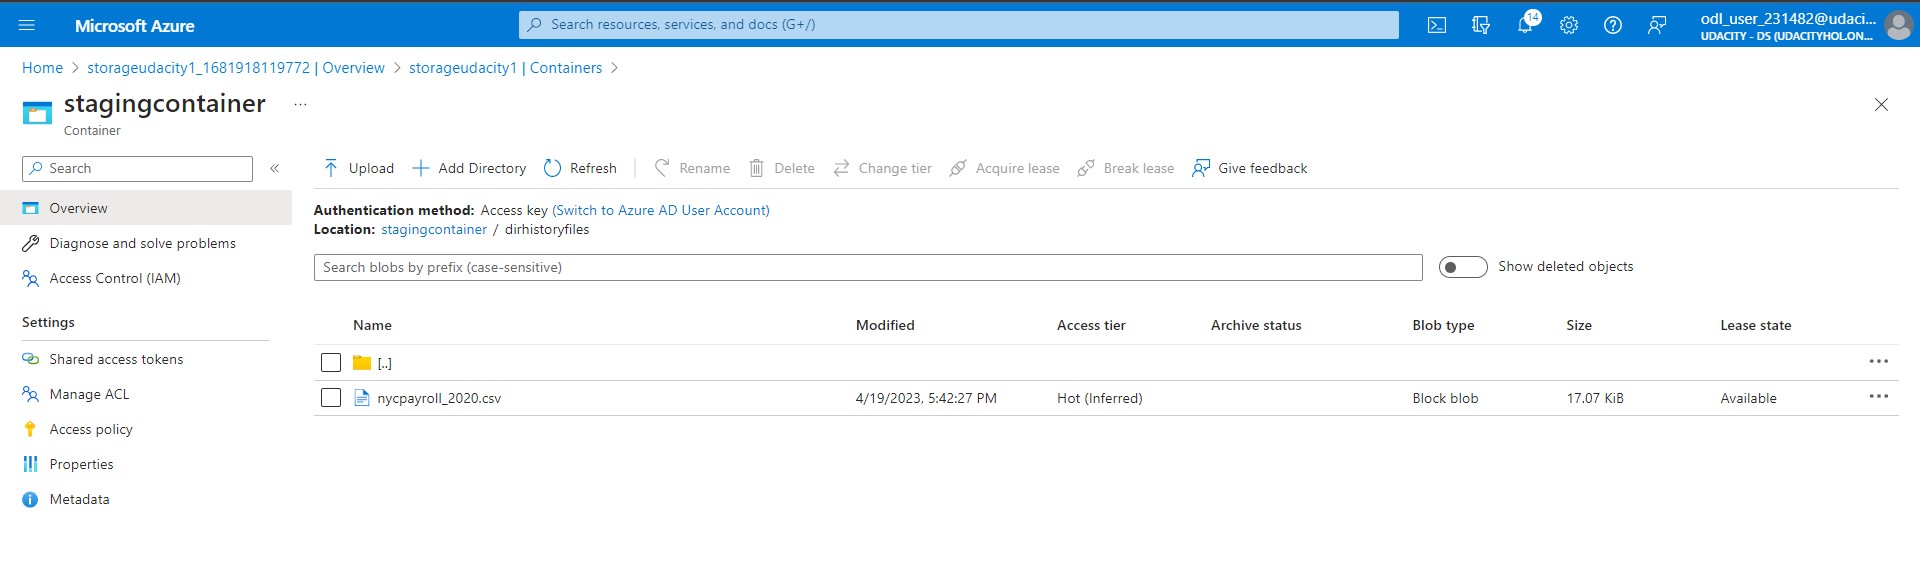 Microsoft Azure
Search resources, services, and docs (G+/)
14
odl_user_231482@udaci...
UDACITY - DS (UDACITYHOL.ON...
Home > storageudacity1_1681918119772 | Overview > storageudacity1 | Containers >
stagingcontainer ...
Container
Search «
Upload Add Directory Refresh Rename Delete Change tier Acquire lease Break lease Give feedback
Overview
Diagnose and solve problems
Access Control (IAM)
Settings
Shared access tokens
Manage ACL
Access policy
Properties
Metadata
Authentication method: Access key (Switch to Azure AD User Account)
Location: stagingcontainer / dirhistoryfiles
Search blobs by prefix (case-sensitive)
Show deleted objects
Name Modified Access tier Archive status Blob type Size Lease state
[..] ...
nycpayroll_2020.csv 4/19/2023, 5:42:27 PM Hot (Inferred) Block blob 17.07 KiB Available ...